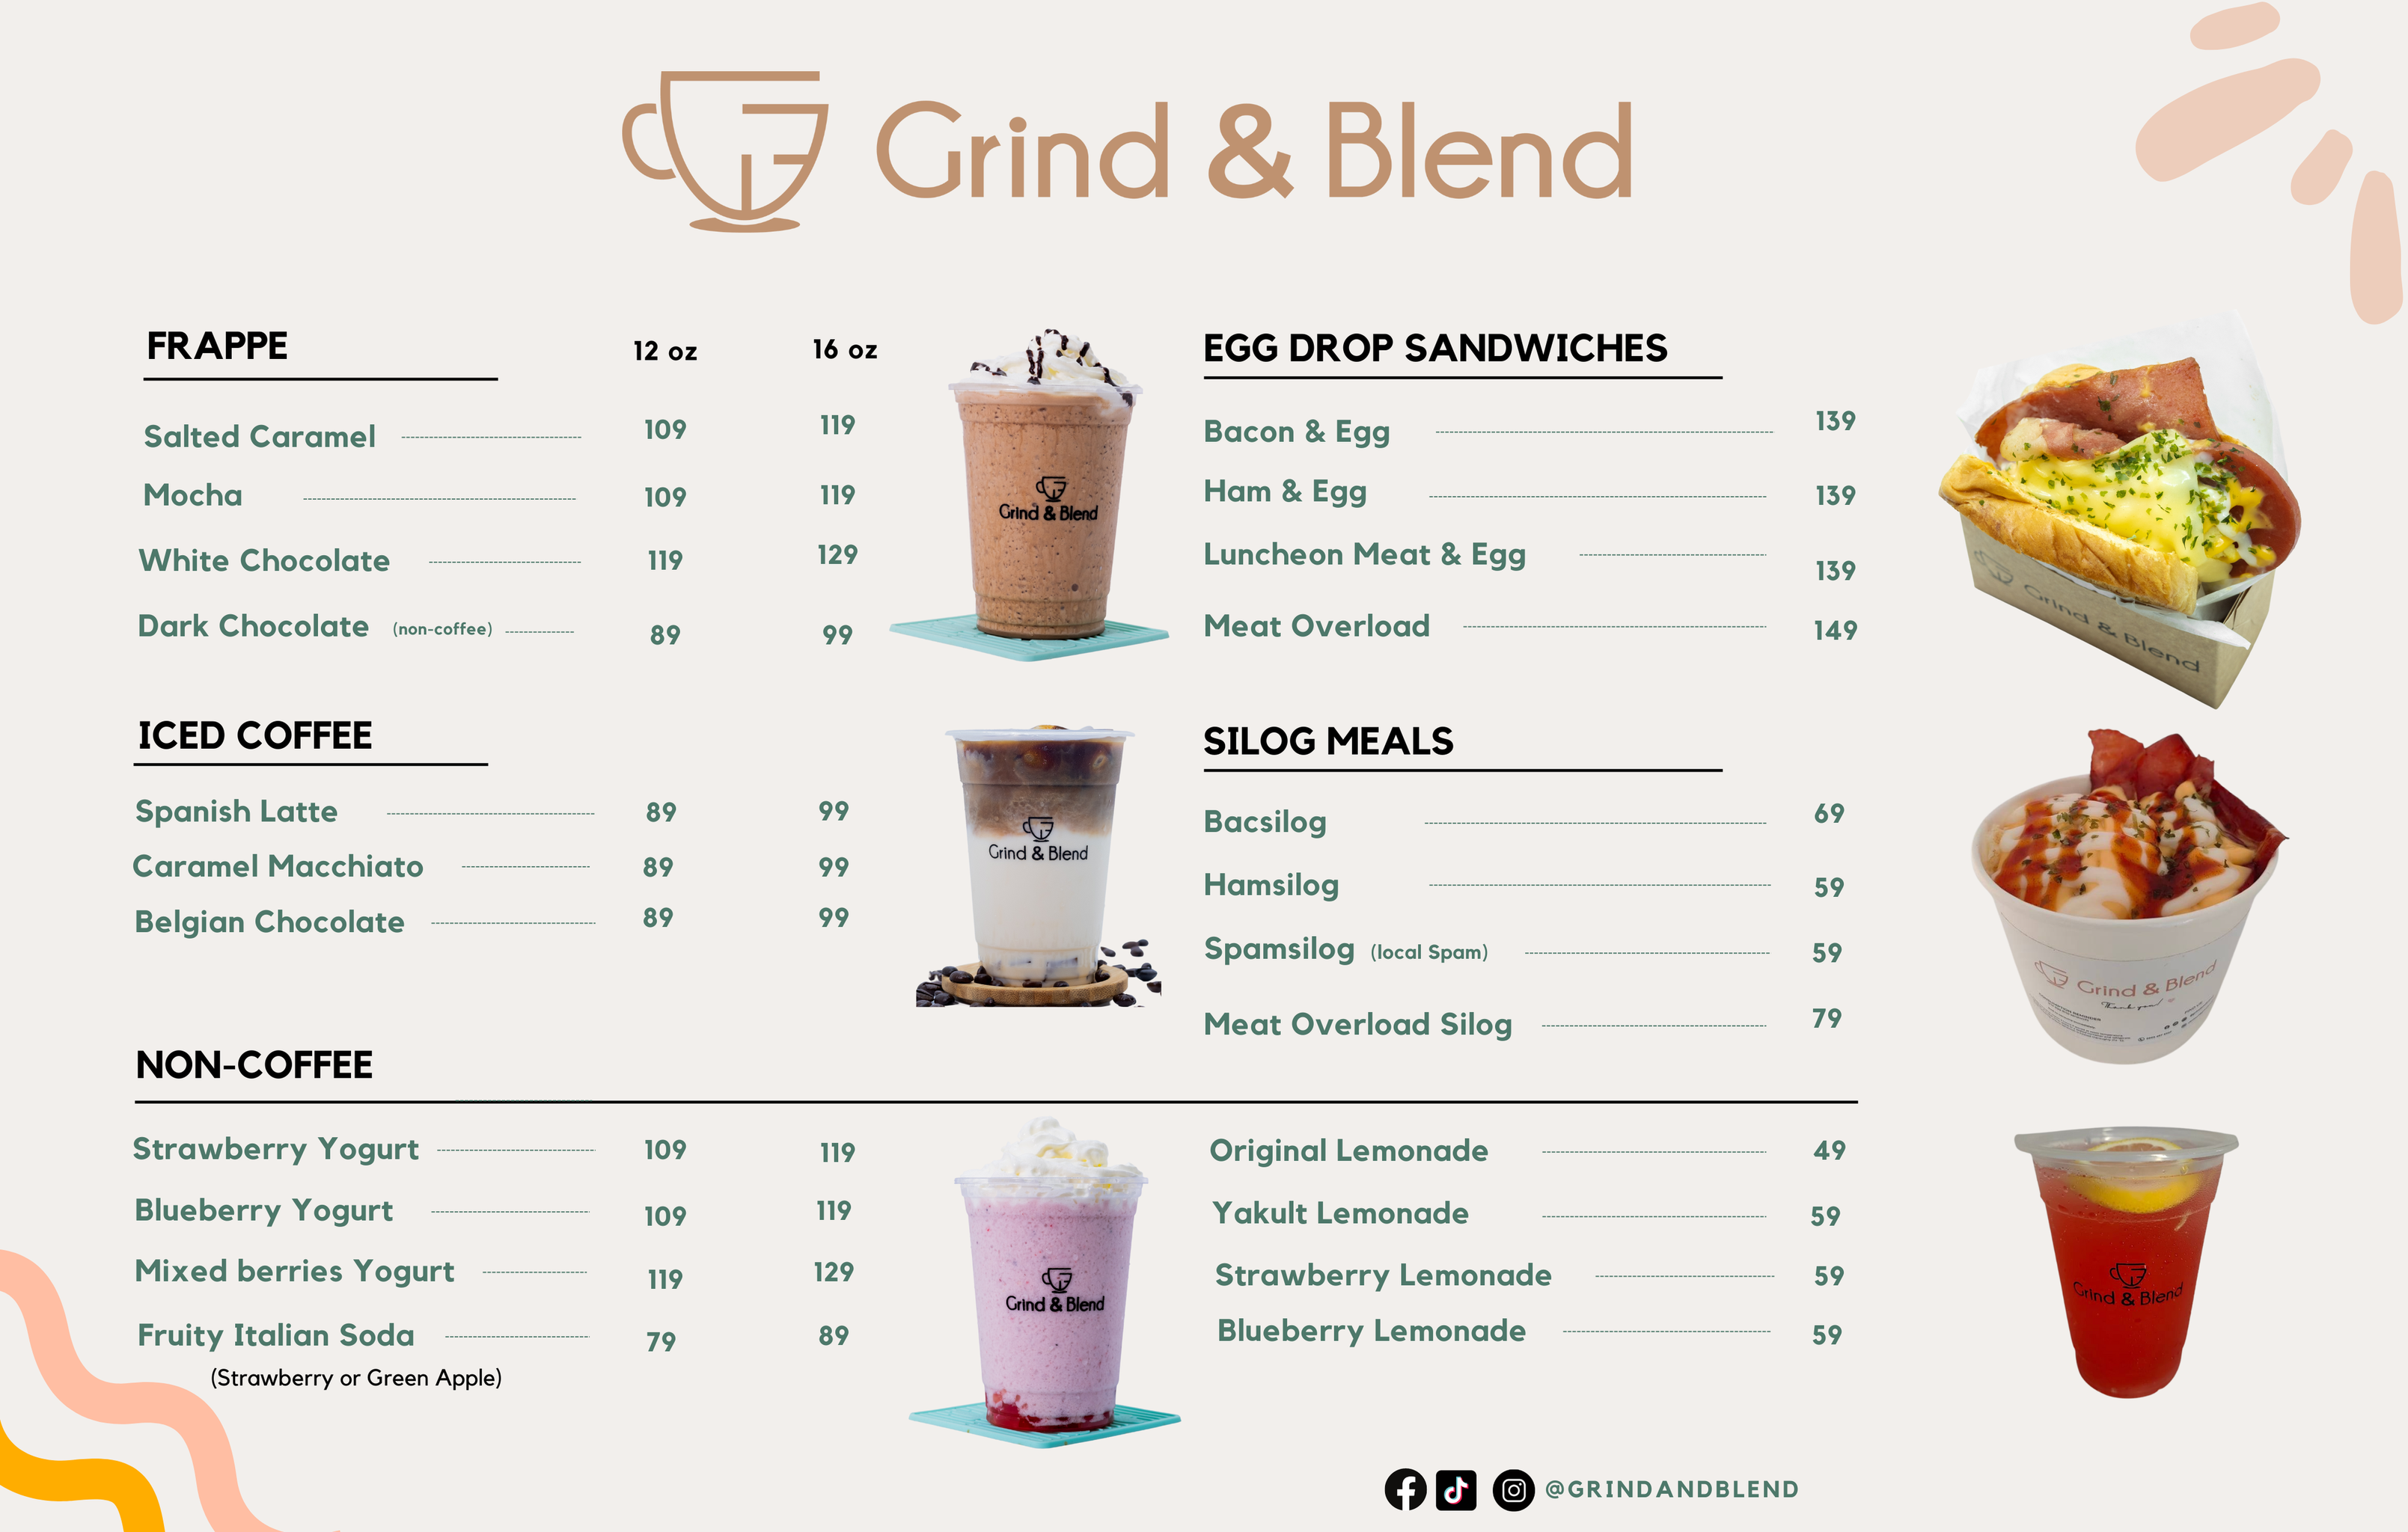 Grind & Blend
FRAPPE 12 oz 16 oz
Salted Caramel 109 119
Mocha 109 119
White Chocolate 119 129
Dark Chocolate (non-coffee) 89 99
Grind & Blend
ICED COFFEE
Spanish Latte 89 99
Caramel Macchiato 89 99
Belgian Chocolate 89 99
Grind & Blend
EGG DROP SANDWICHES
Bacon & Egg 139
Ham & Egg 139
Luncheon Meat & Egg 139
Meat Overload 149
Grind & Blend
SILOG MEALS
Bacsilog 69
Hamsilog 59
Spamsilog (local Spam) 59
Meat Overload Silog 79
Grind & Blend
Thank you!
NON-COFFEE
Strawberry Yogurt 109 119
Blueberry Yogurt 109 119
Mixed berries Yogurt 119 129
Fruity Italian Soda 79 89
(Strawberry or Green Apple)
Grind & Blend
Original Lemonade 49
Yakult Lemonade 59
Strawberry Lemonade 59
Blueberry Lemonade 59
Grind & Blend
@GRINDANDBLEND